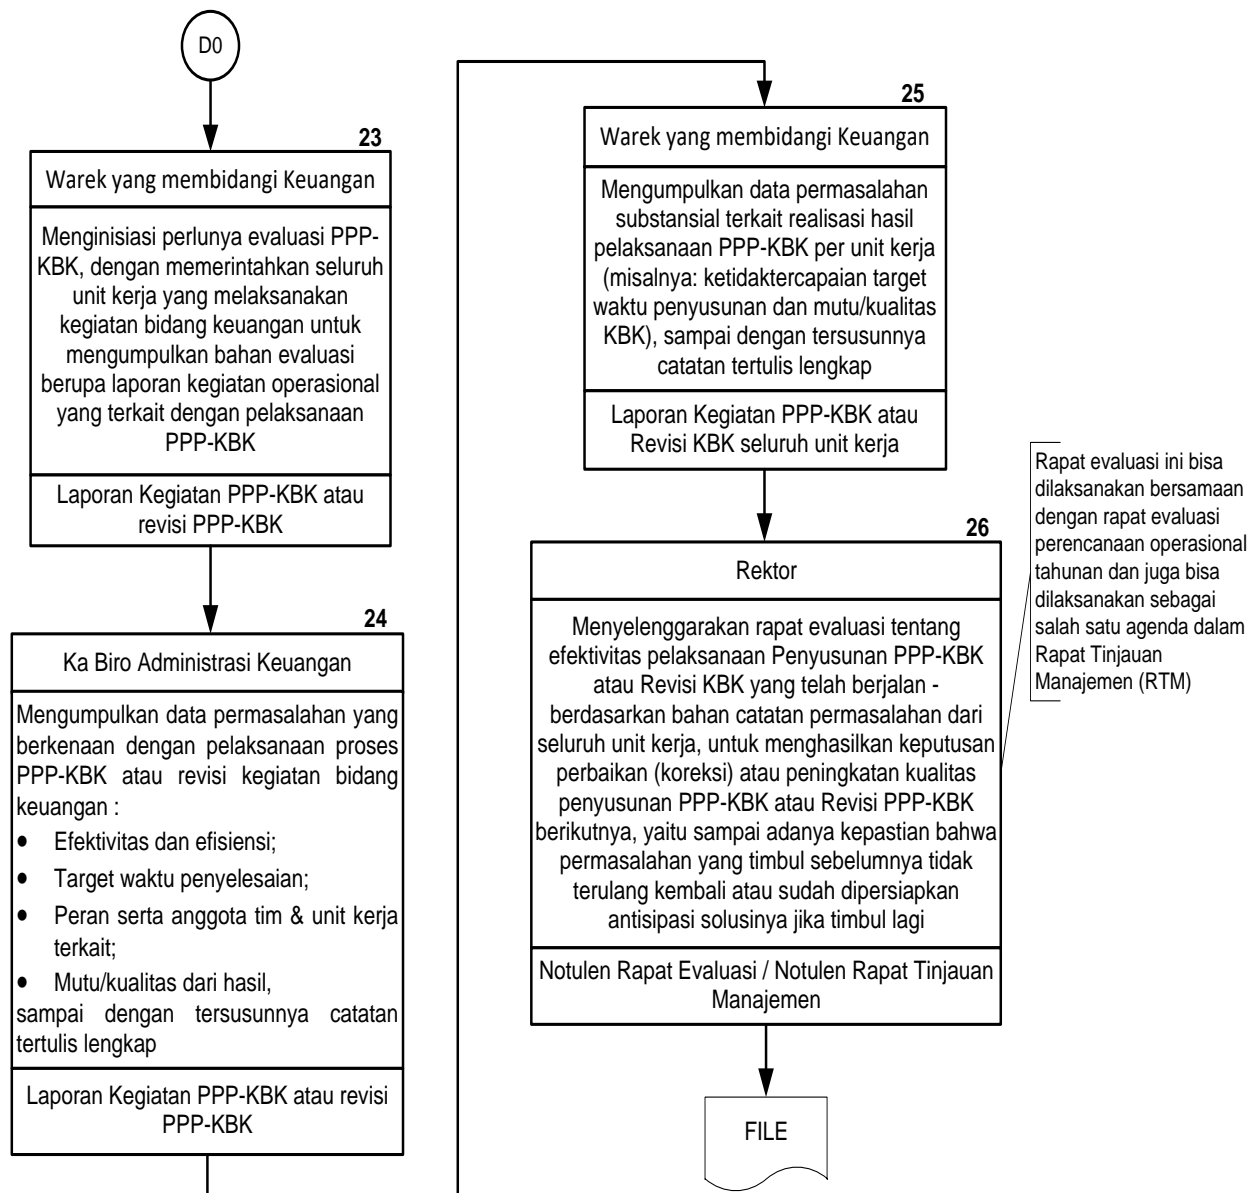 D0
23
Warek yang membidangi Keuangan
Menginisiasi perlunya evaluasi PPP-
KBK, dengan memerintahkan seluruh
unit kerja yang melaksanakan
kegiatan bidang keuangan untuk
mengumpulkan bahan evaluasi
berupa laporan kegiatan operasional
yang terkait dengan pelaksanaan
PPP-KBK
Laporan Kegiatan PPP-KBK atau
revisi PPP-KBK
24
Ka Biro Administrasi Keuangan
Mengumpulkan data permasalahan yang
berkenaan dengan pelaksanaan proses
PPP-KBK atau revisi kegiatan bidang
keuangan :
• Efektivitas dan efisiensi;
• Target waktu penyelesaian;
• Peran serta anggota tim & unit kerja
terkait;
• Mutu/kualitas dari hasil,
sampai dengan tersusunnya catatan
tertulis lengkap
Laporan Kegiatan PPP-KBK atau revisi
PPP-KBK
25
Warek yang membidangi Keuangan
Mengumpulkan data permasalahan
substansial terkait realisasi hasil
pelaksanaan PPP-KBK per unit kerja
(misalnya: ketidaktercapaian target
waktu penyusunan dan mutu/kualitas
KBK), sampai dengan tersusunnya
catatan tertulis lengkap
Laporan Kegiatan PPP-KBK atau
Revisi KBK seluruh unit kerja
26
Rektor
Menyelenggarakan rapat evaluasi tentang
efektivitas pelaksanaan Penyusunan PPP-KBK
atau Revisi KBK yang telah berjalan -
berdasarkan bahan catatan permasalahan dari
seluruh unit kerja, untuk menghasilkan keputusan
perbaikan (koreksi) atau peningkatan kualitas
penyusunan PPP-KBK atau Revisi PPP-KBK
berikutnya, yaitu sampai adanya kepastian bahwa
permasalahan yang timbul sebelumnya tidak
terulang kembali atau sudah dipersiapkan
antisipasi solusinya jika timbul lagi
Notulen Rapat Evaluasi / Notulen Rapat Tinjauan
Manajemen
Rapat evaluasi ini bisa
dilaksanakan bersamaan
dengan rapat evaluasi
perencanaan operasional
tahunan dan juga bisa
dilaksanakan sebagai
salah satu agenda dalam
Rapat Tinjauan
Manajemen (RTM)
FILE